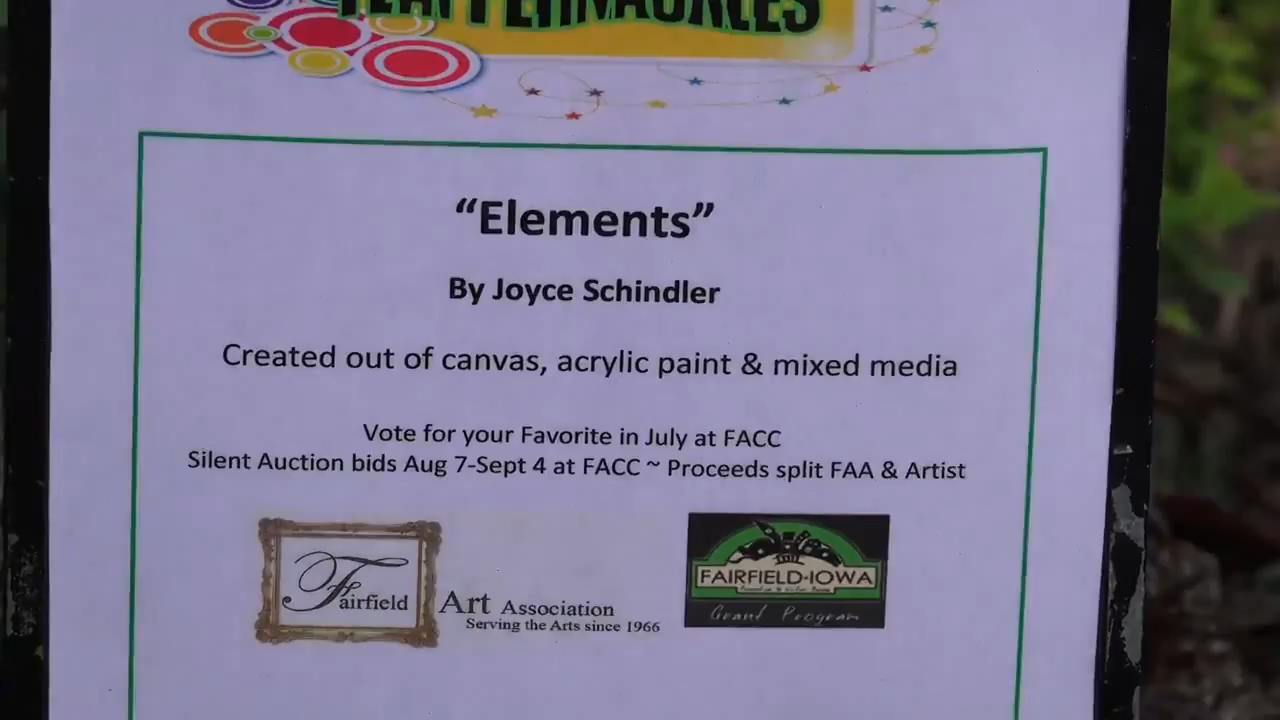 “Elements”
By Joyce Schindler
Created out of canvas, acrylic paint & mixed media
Vote for your Favorite in July at FACC
Silent Auction bids Aug 7-Sept 4 at FACC ~ Proceeds split FAA & Artist
Fairfield Art Association
Serving the Arts since 1966
FAIRFIELD-IOWA
Grant Program